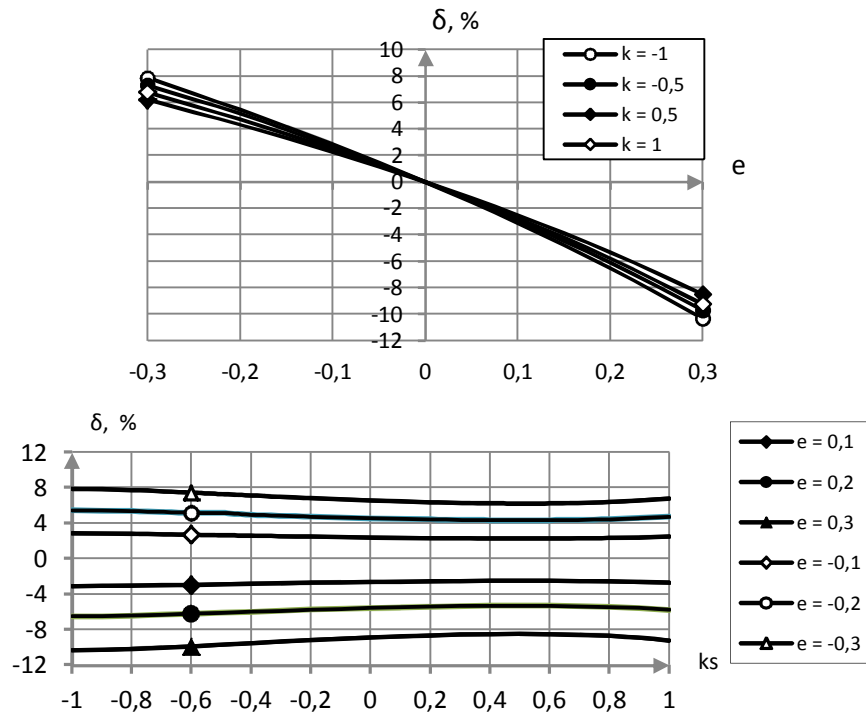 δ, %
10
8
6
4
2
0
-2
-4
-6
-8
-10
-12
k = -1
k = -0,5
k = 0,5
k = 1
e
-0,3 -0,2 -0,1 0 0,1 0,2 0,3
δ, %
12
8
4
0
-4
-8
-12
ks
-1 -0,8 -0,6 -0,4 -0,2 0 0,2 0,4 0,6 0,8 1
e = 0,1
e = 0,2
e = 0,3
e = -0,1
e = -0,2
e = -0,3